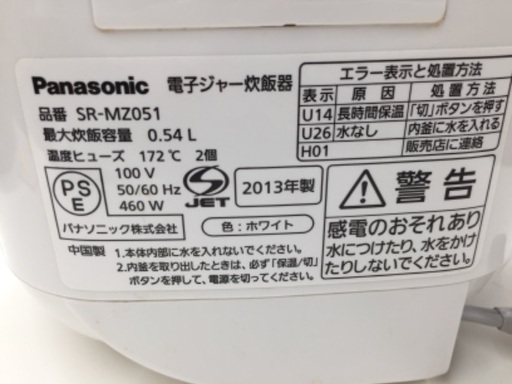 Panasonic 電子ジャー炊飯器
品番 SR-MZ051
最大炊飯容量 0.54 L
温度ヒューズ 172℃ 2個
PSE
100 V
50/60 Hz
460 W
JET
2013年製
パナソニック株式会社
色:ホワイト
中国製
1.本体内部に水を入れないでください。
2.内釜を取り出したときは、必ず「保温/切」
ボタンを押して、電源を切ってください。
エラー表示と処置方法
表示 原因 処置方法
U14 長時間保温 「切」ボタンを押す
U26 水なし 内釜に水を入れる
H01 販売店に連絡
警告
感電のおそれあり
水につけたり、水をかけ
たりしないでください。